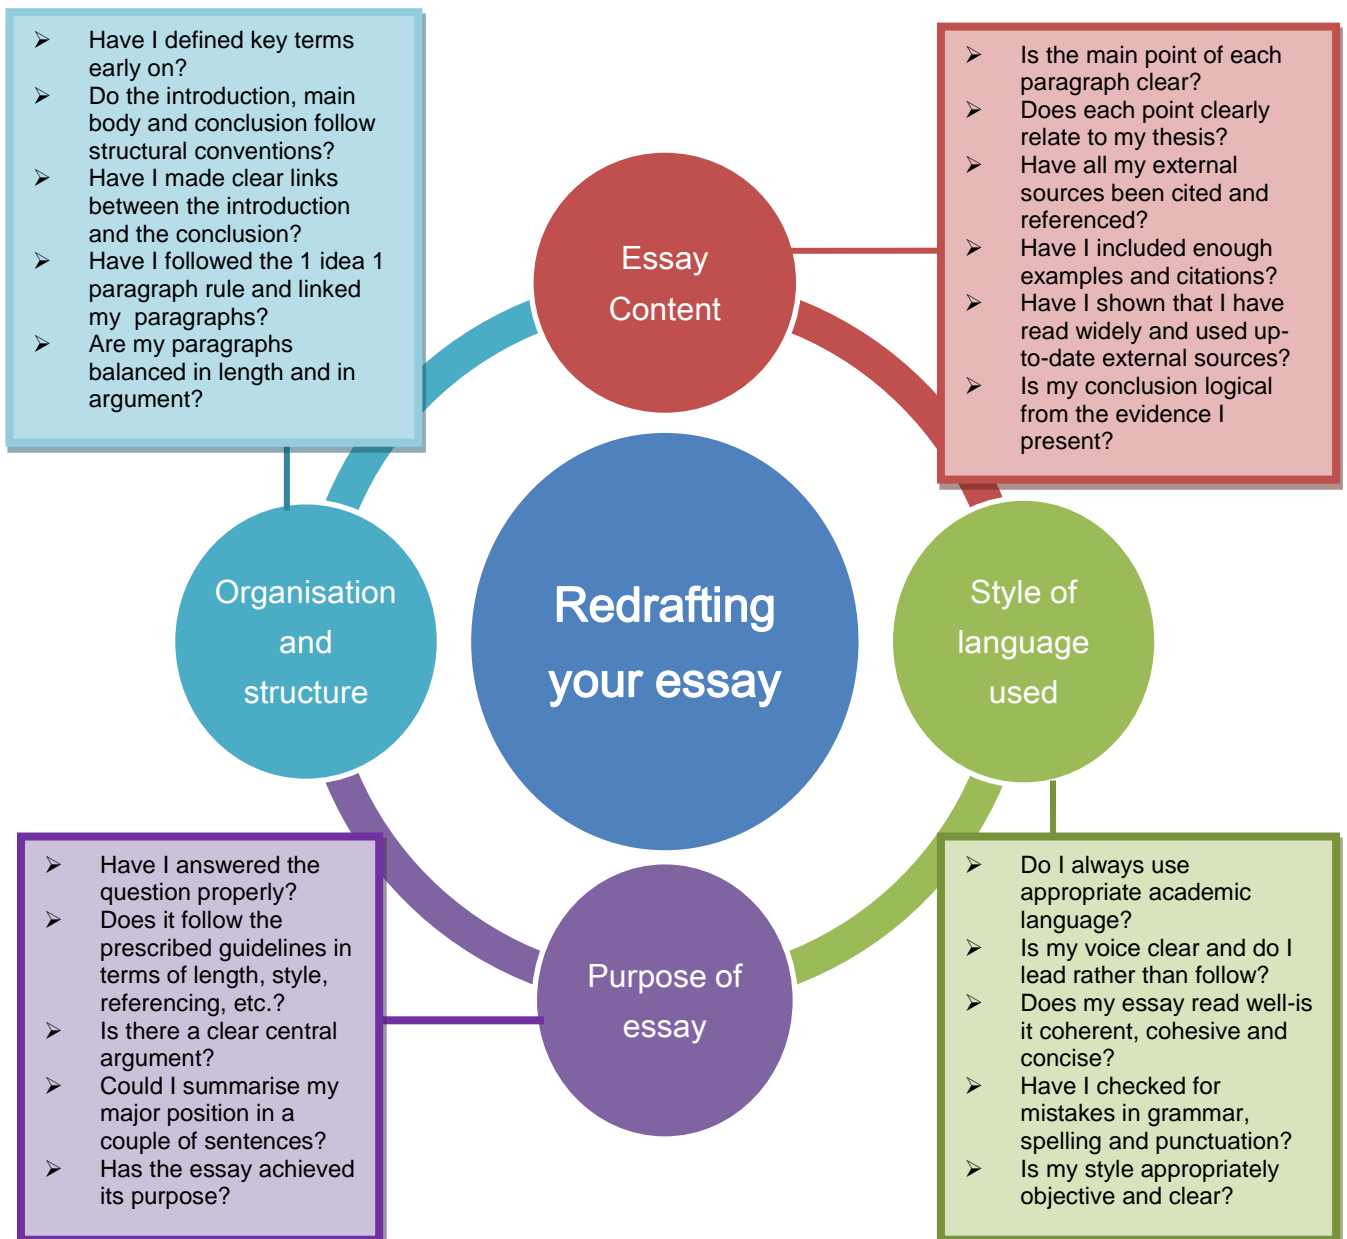 Have I defined key terms
early on?
Do the introduction, main
body and conclusion follow
structural conventions?
Have I made clear links
between the introduction
and the conclusion?
Have I followed the 1 idea 1
paragraph rule and linked
my paragraphs?
Are my paragraphs
balanced in length and in
argument?
Is the main point of each
paragraph clear?
Does each point clearly
relate to my thesis?
Have all my external
sources been cited and
referenced?
Have I included enough
examples and citations?
Have I shown that I have
read widely and used up-
to-date external sources?
Is my conclusion logical
from the evidence I
present?
Essay
Content
Organisation
and
structure
Redrafting
your essay
Style of
language
used
Purpose of
essay
Have I answered the
question properly?
Does it follow the
prescribed guidelines in
terms of length, style,
referencing, etc.?
Is there a clear central
argument?
Could I summarise my
major position in a
couple of sentences?
Has the essay achieved
its purpose?
Do I always use
appropriate academic
language?
Is my voice clear and do I
lead rather than follow?
Does my essay read well-is
it coherent, cohesive and
concise?
Have I checked for
mistakes in grammar,
spelling and punctuation?
Is my style appropriately
objective and clear?